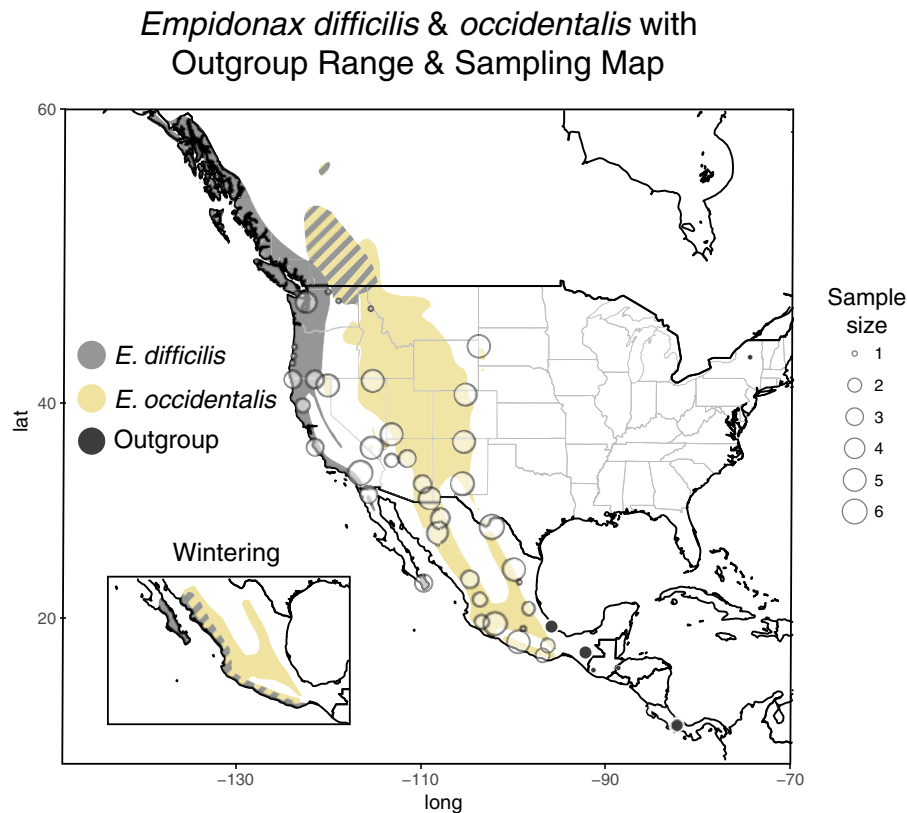 Empidonax difficilis & occidentalis with
Outgroup Range & Sampling Map
60
40
20
lat
E. difficilis
E. occidentalis
Outgroup
Wintering
−130
−110
−90
−70
long
Sample
size
1
2
3
4
5
6